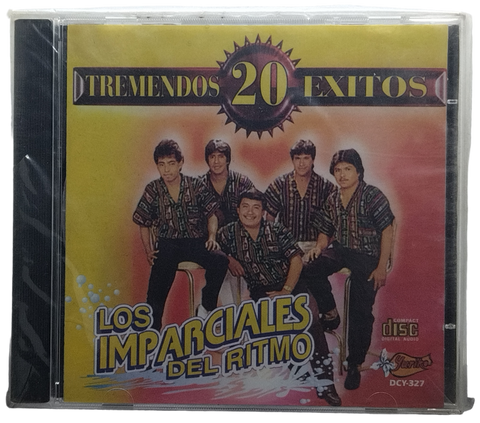 TREMENDOS 20 EXITOS
LOS
IMPARCIALES
DEL RITMO
COMPACT
disc
DIGITAL AUDIO
DCY-327